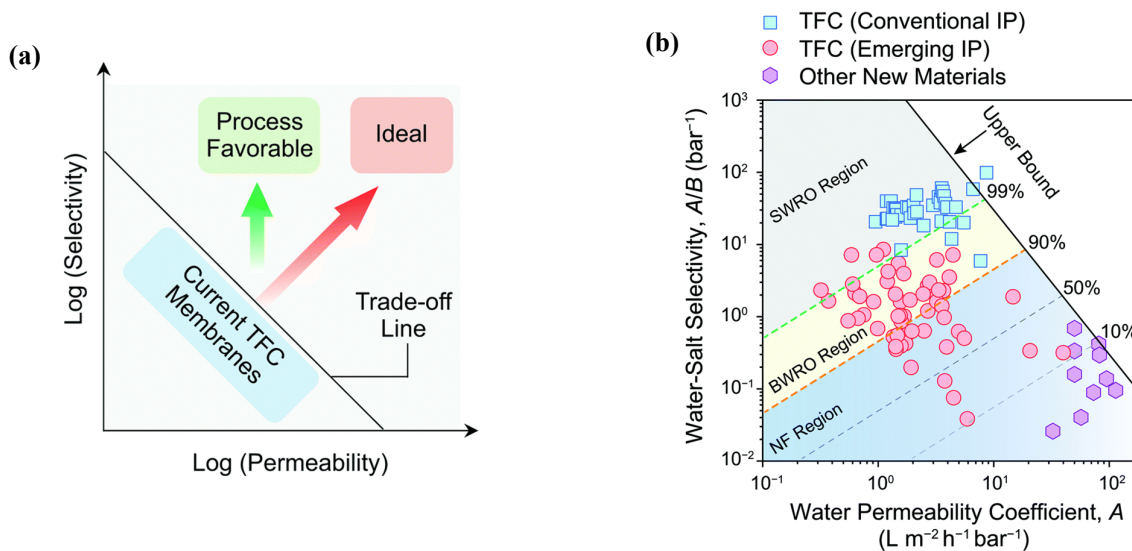 (a)
Process
Favorable
Ideal
Log (Selectivity)
Current TFC
Membranes
Trade-off
Line
Log (Permeability)
(b)
TFC (Conventional IP)
TFC (Emerging IP)
Other New Materials
10³
10²
10¹
10⁰
10⁻¹
10⁻²
Water-Salt Selectivity, A/B (bar⁻¹)
SWRO Region
BWRO Region
NF Region
Upper Bound
99%
90%
50%
10%
10⁻¹ 10⁰ 10¹ 10²
Water Permeability Coefficient, A
(L m⁻² h⁻¹ bar⁻¹)